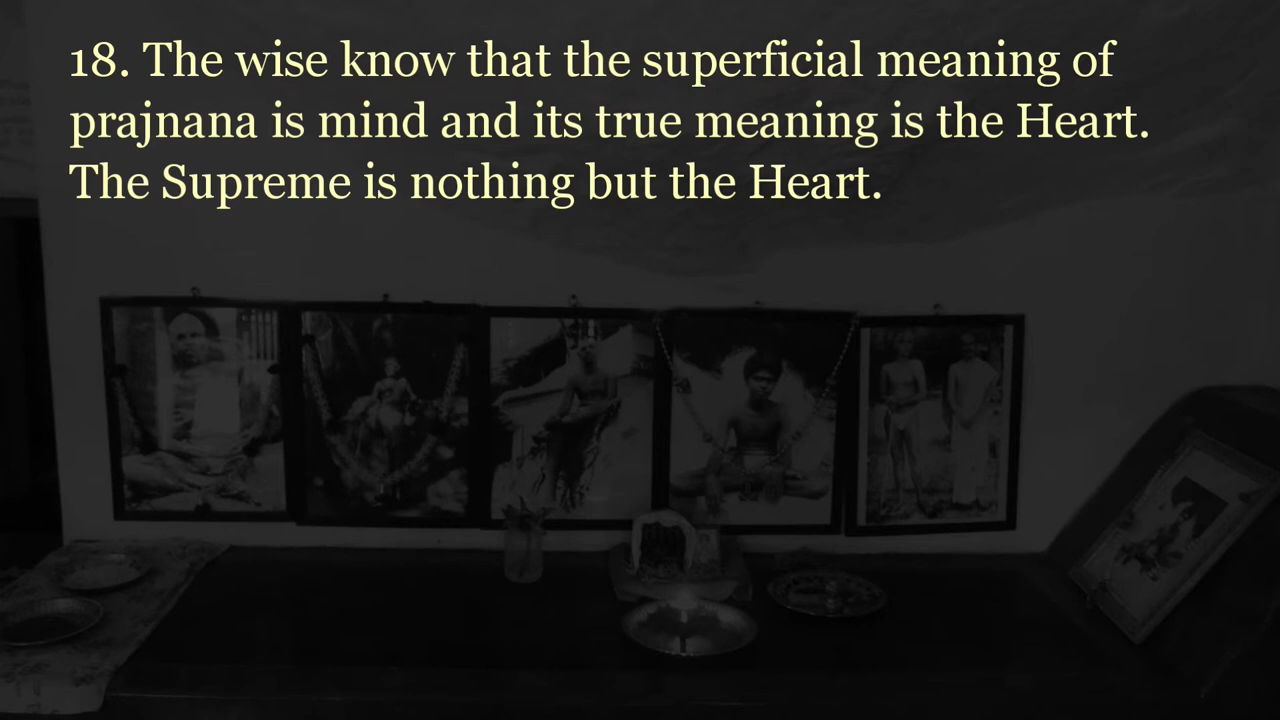 18. The wise know that the superficial meaning of
prajnana is mind and its true meaning is the Heart.
The Supreme is nothing but the Heart.